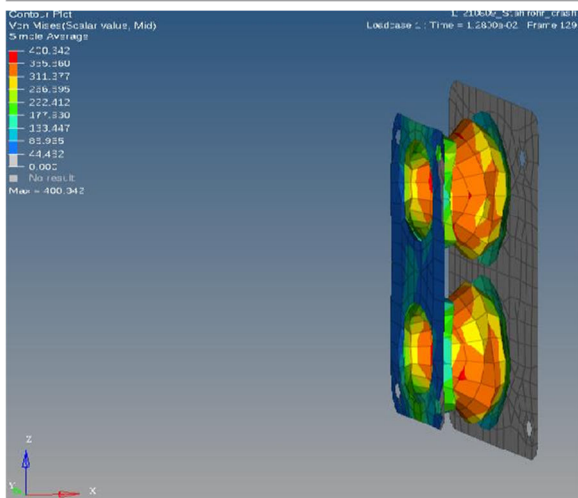 Contour Plot
Von Mises(Scalar value, Mid)
Simple Average
400.342
355.860
311.377
266.895
222.412
177.930
133.447
88.965
44.482
0.000
No result
Max = 400.342
Loadcase 1 : Time = 1.2800e-02 Frame 129
Z
Y
X